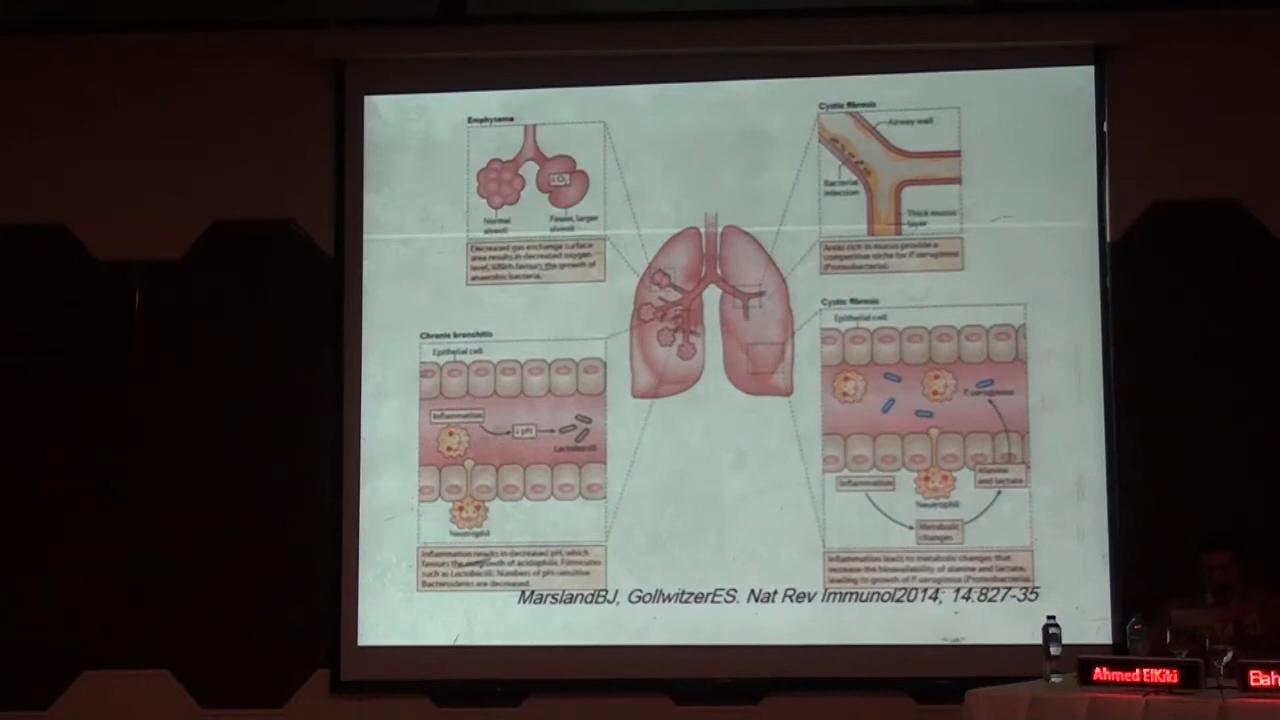 Emphysema
↓ O₂
Normal
alveoli
Fewer, larger
alveoli
Decreased gas exchange surface
area results in decreased oxygen
level, which favours the growth of
anaerobic bacteria.
Cystic fibrosis
Airway wall
Bacterial
infection
Thick mucus
layer
Areas rich in mucus provide a
competitive niche for P. aeruginosa
(Proteobacteria).
Chronic bronchitis
Epithelial cell
Inflammation
↓ pH
Lactobacilli
Neutrophil
Inflammation results in decreased pH, which
favours the outgrowth of acidophilic Firmicutes
such as Lactobacilli. Numbers of pH-sensitive
Bacteroidetes are decreased.
Cystic fibrosis
Epithelial cell
P. aeruginosa
Alanine
and lactate
Inflammation
Neutrophil
Metabolic
changes
Inflammation leads to metabolic changes that
increase the bioavailability of alanine and lactate,
leading to growth of P. aeruginosa (Proteobacteria).
MarslandBJ, GollwitzerES. Nat Rev Immunol2014; 14:827-35
Ahmed ElKiki
Bah